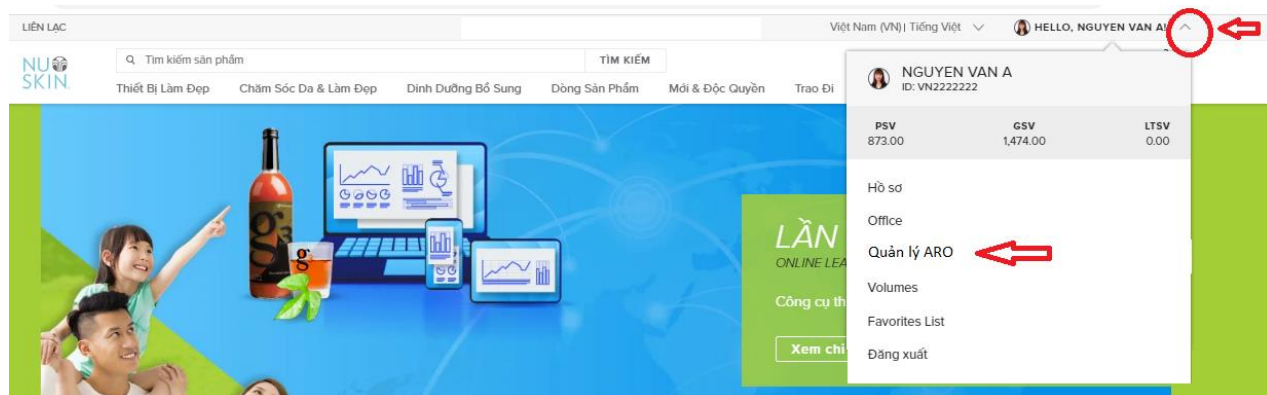 LIÊN LẠC
Việt Nam (VN)| Tiếng Việt
HELLO, NGUYEN VAN A!
NU
SKIN
Tìm kiếm sản phẩm
TÌM KIẾM
Thiết Bị Làm Đẹp
Chăm Sóc Da & Làm Đẹp
Dinh Dưỡng Bổ Sung
Dòng Sản Phẩm
Mới & Độc Quyền
Trao Đi
NGUYEN VAN A
ID: VN2222222
PSV
GSV
LTSV
873.00
1,474.00
0.00
Hồ sơ
Office
Quản lý ARO
Volumes
Favorites List
Đăng xuất
g3
g
LẦN
ONLINE LEA
Công cụ th
Xem chi